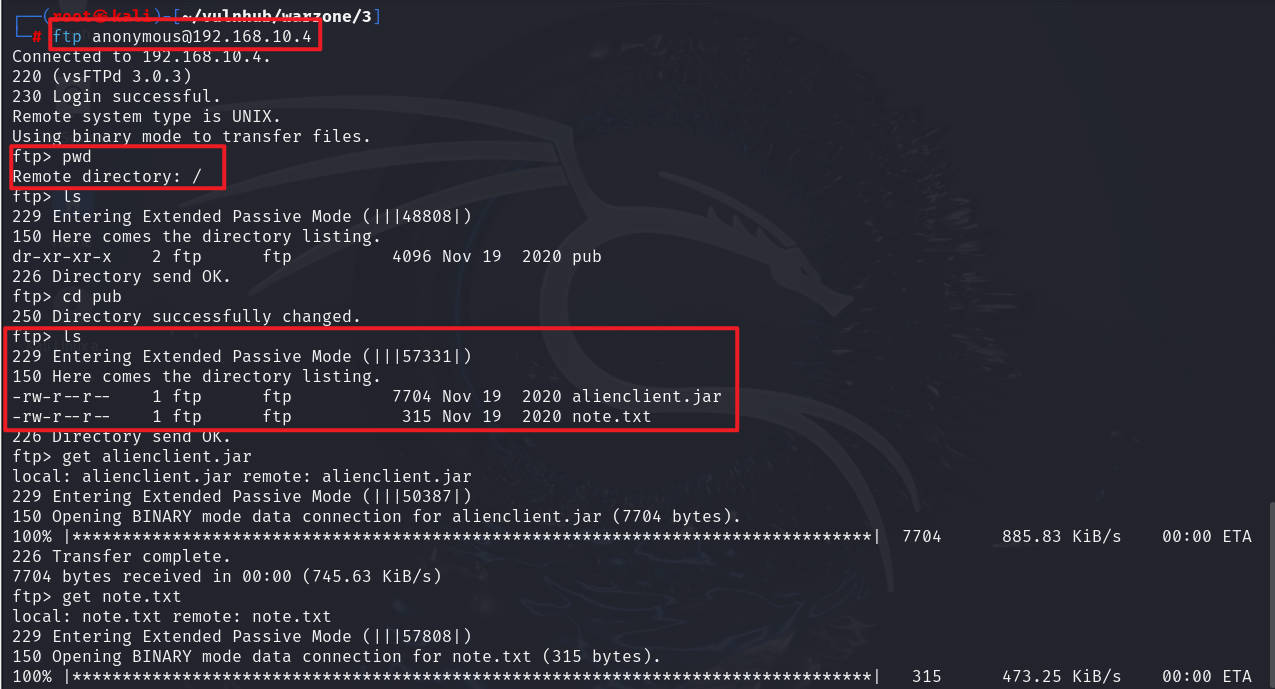 ┌──(root㉿kali)-[~/vulnhub/warzone/3]
└─# ftp anonymous@192.168.10.4
Connected to 192.168.10.4.
220 (vsFTPd 3.0.3)
230 Login successful.
Remote system type is UNIX.
Using binary mode to transfer files.
ftp> pwd
Remote directory: /
ftp> ls
229 Entering Extended Passive Mode (|||48808|)
150 Here comes the directory listing.
dr-xr-xr-x    2 ftp      ftp          4096 Nov 19  2020 pub
226 Directory send OK.
ftp> cd pub
250 Directory successfully changed.
ftp> ls
229 Entering Extended Passive Mode (|||57331|)
150 Here comes the directory listing.
-rw-r--r--    1 ftp      ftp          7704 Nov 19  2020 alienclient.jar
-rw-r--r--    1 ftp      ftp           315 Nov 19  2020 note.txt
226 Directory send OK.
ftp> get alienclient.jar
local: alienclient.jar remote: alienclient.jar
229 Entering Extended Passive Mode (|||50387|)
150 Opening BINARY mode data connection for alienclient.jar (7704 bytes).
100% |********************************************************************************|  7704      885.83 KiB/s    00:00 ETA
226 Transfer complete.
7704 bytes received in 00:00 (745.63 KiB/s)
ftp> get note.txt
local: note.txt remote: note.txt
229 Entering Extended Passive Mode (|||57808|)
150 Opening BINARY mode data connection for note.txt (315 bytes).
100% |********************************************************************************|   315      473.25 KiB/s    00:00 ETA